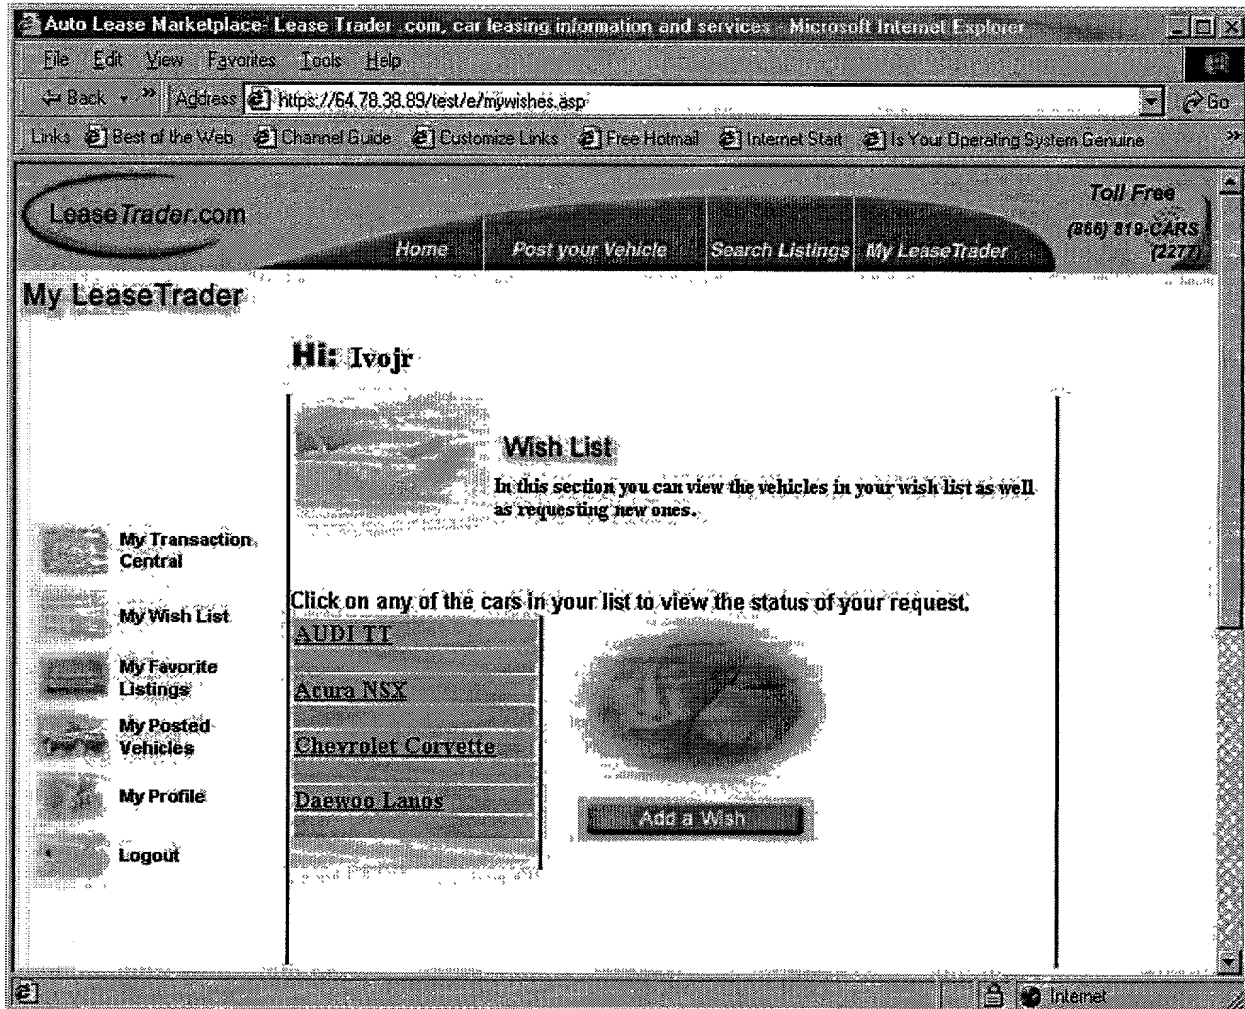 Auto Lease Marketplace- Lease Trader .com, car leasing information and services - Microsoft Internet Explorer
File Edit View Favorites Tools Help
Back » Address https://64.78.38.89/test/e/mywishes.asp Go
Links Best of the Web Channel Guide Customize Links Free Hotmail Internet Start Is Your Operating System Genuine »
LeaseTrader.com
Toll Free
(866) 819-CARS
(2277)
Home Post your Vehicle Search Listings My LeaseTrader
My LeaseTrader
Hi: Ivojr
Wish List
In this section you can view the vehicles in your wish list as well
as requesting new ones.
My Transaction
Central
My Wish List
My Favorite
Listings
My Posted
Vehicles
My Profile
Logout
Click on any of the cars in your list to view the status of your request.
AUDI TT
Acura NSX
Chevrolet Corvette
Daewoo Lanos
Add a Wish
Internet